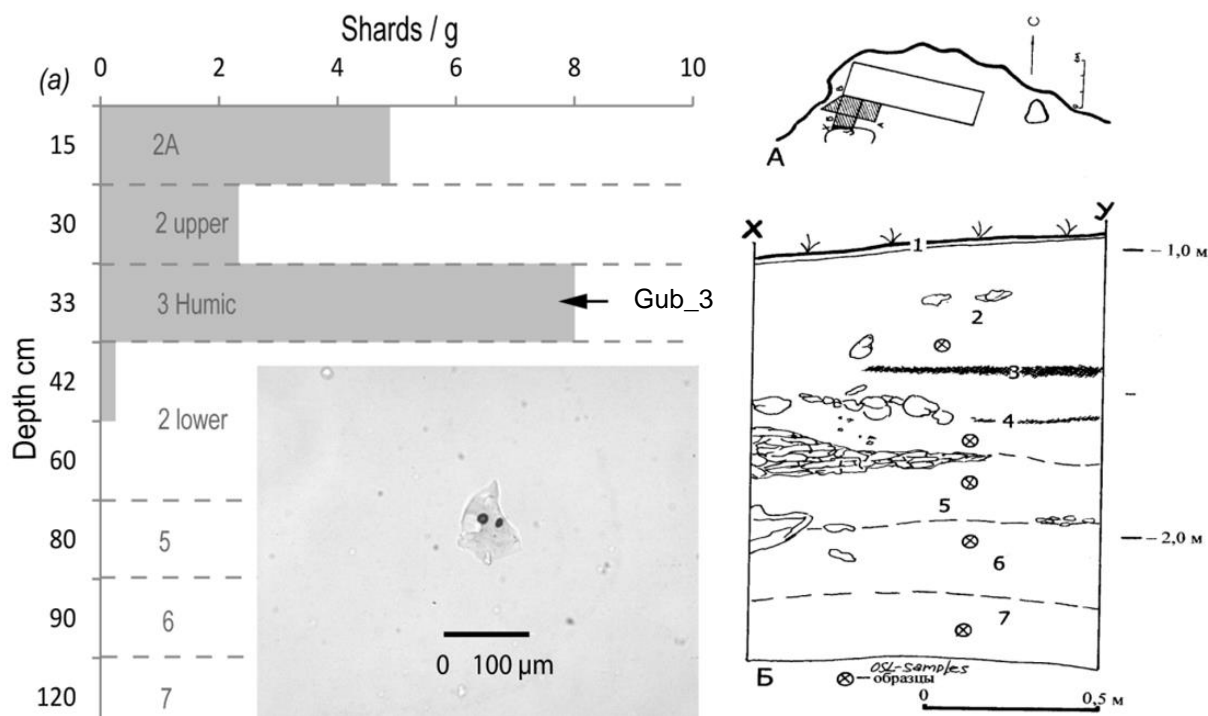 Shards / g
(a)
0 2 4 6 8 10
Depth cm
15 2A
30 2 upper
33 3 Humic
Gub_3
42
2 lower
60
80 5
90 6
120 7
0 100 µm
С
А
Х У
1
– 1,0 м
2
3
4
5
– 2,0 м
6
7
Б
OSL-samples
– образцы
0 0,5 м